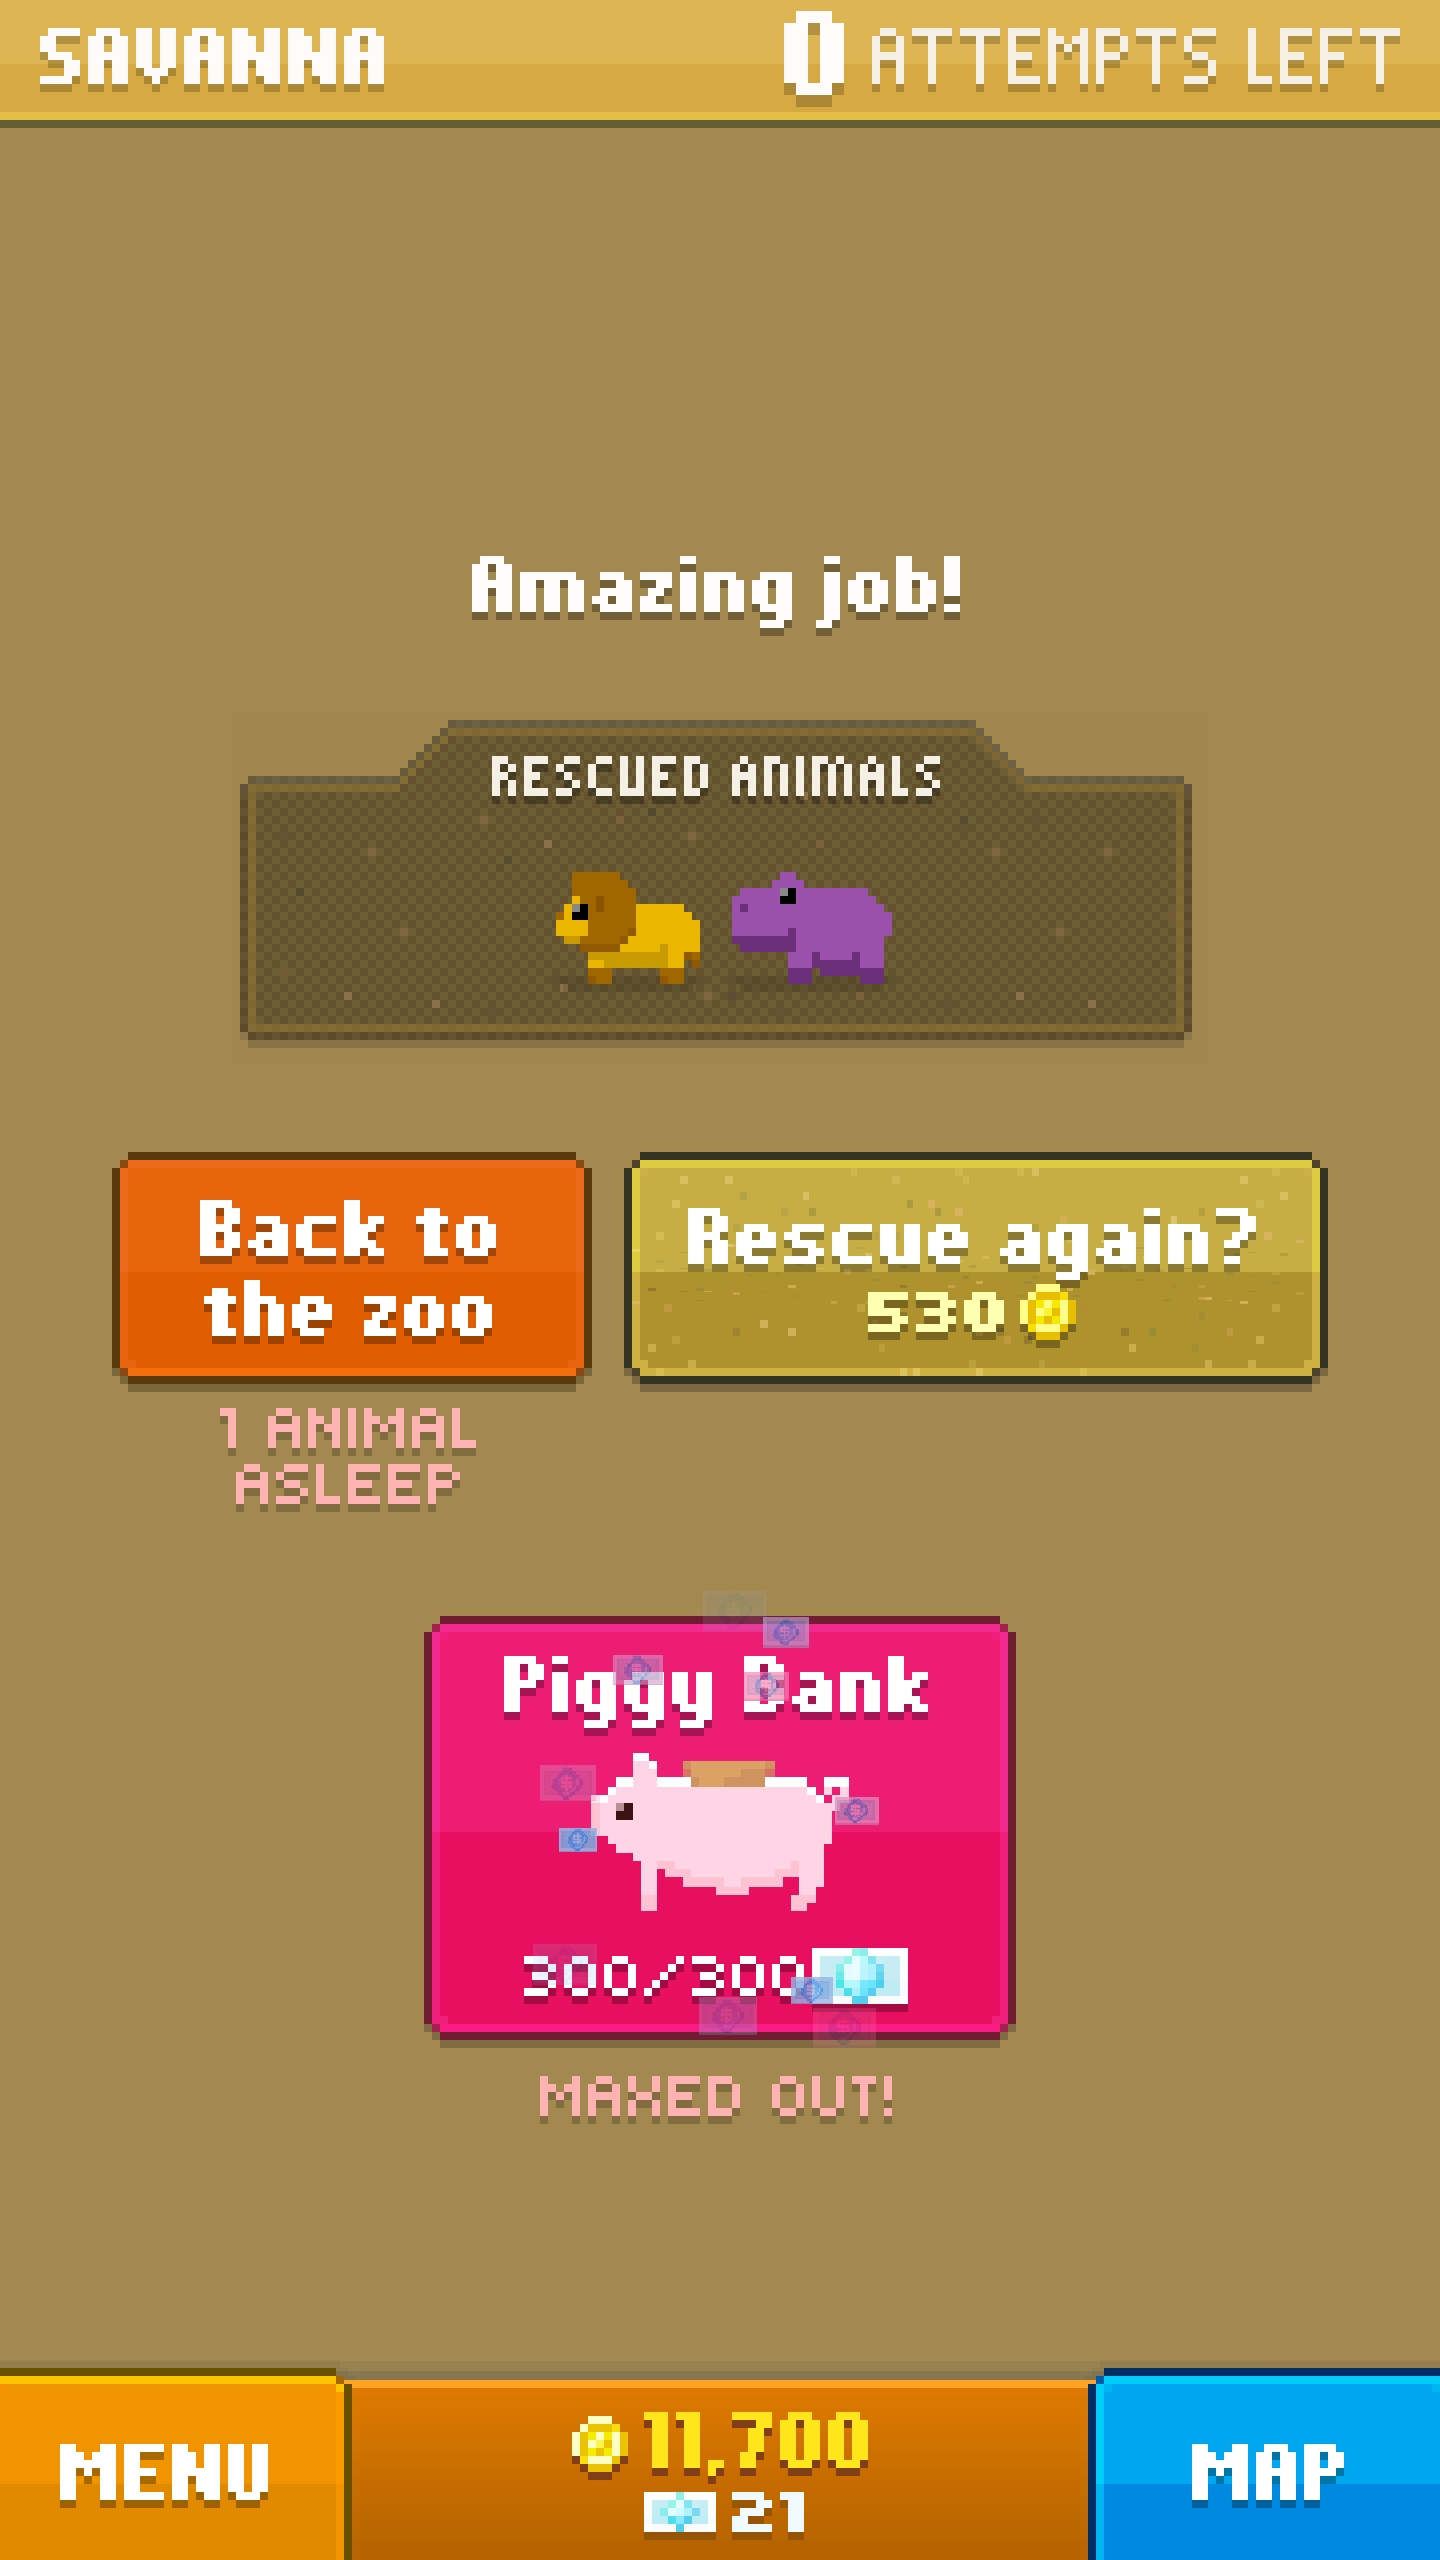 SAVANNA
0 ATTEMPTS LEFT
Amazing job!
RESCUED ANIMALS
Back to
the zoo
Rescue again?
530
1 ANIMAL
ASLEEP
Piggy Bank
300/300
MAXED OUT!
MENU
11,700
21
MAP